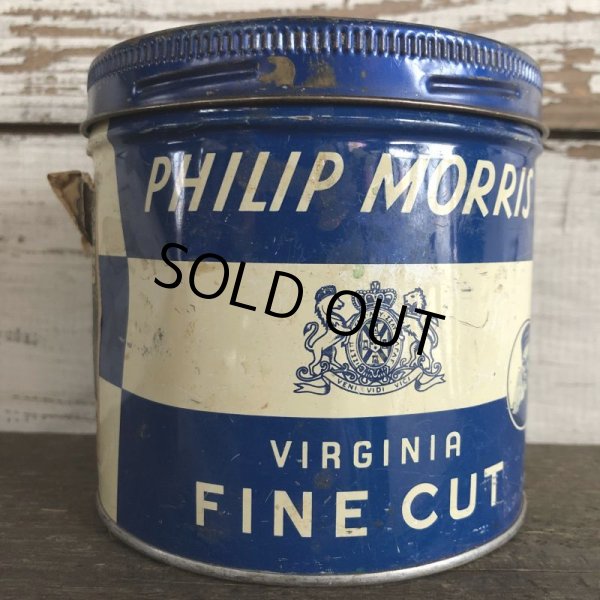 PHILIP MORRIS
SOLD OUT
VENI VIDI VICI
VIRGINIA
FINE CUT